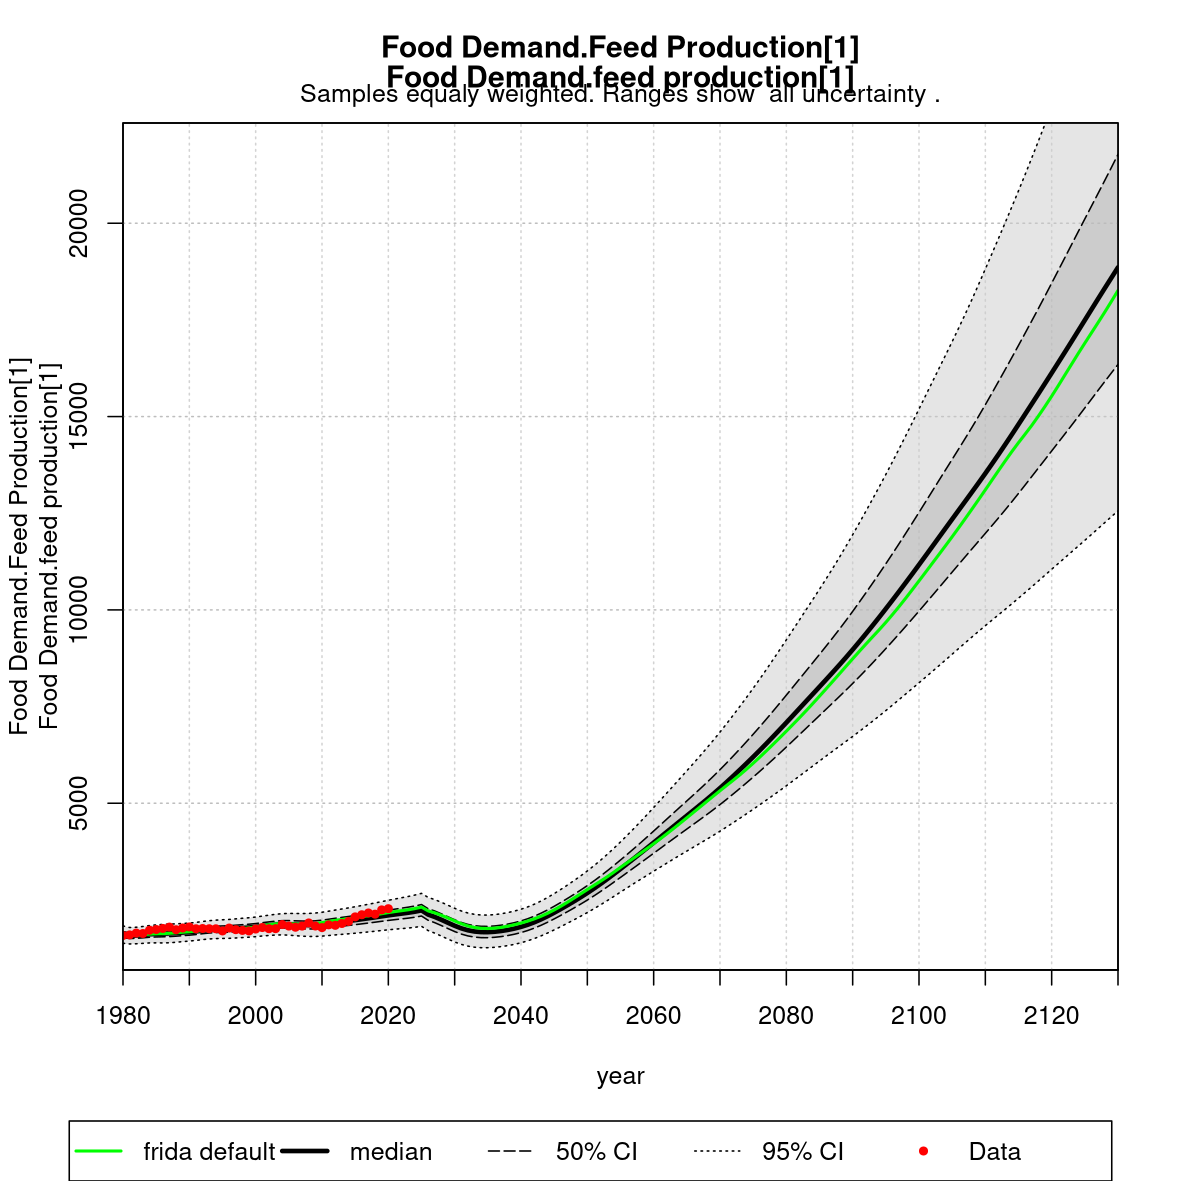 Food Demand.Feed Production[1]
Food Demand.feed production[1]
Samples equaly weighted. Ranges show  all uncertainty .
Food Demand.Feed Production[1]
Food Demand.feed production[1]
20000
15000
10000
5000
1980 2000 2020 2040 2060 2080 2100 2120
year
frida default median 50% CI 95% CI Data